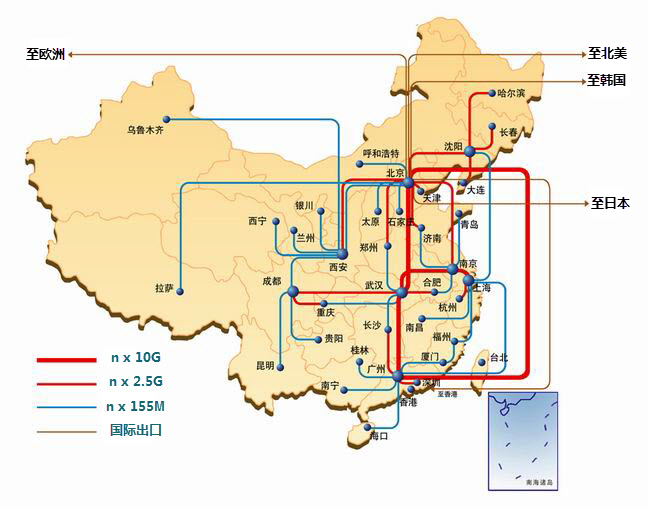 至欧洲
至北美
至韩国
哈尔滨
乌鲁木齐
长春
沈阳
呼和浩特
北京
大连
天津
银川
至日本
西宁
太原
石家庄
青岛
兰州
济南
郑州
西安
南京
拉萨
成都
武汉
合肥
上海
重庆
杭州
长沙
南昌
贵阳
福州
n x 10G
桂林
厦门
台北
昆明
广州
n x 2.5G
南宁
深圳
至香港
香港
n x 155M
国际出口
海口
南海诸岛